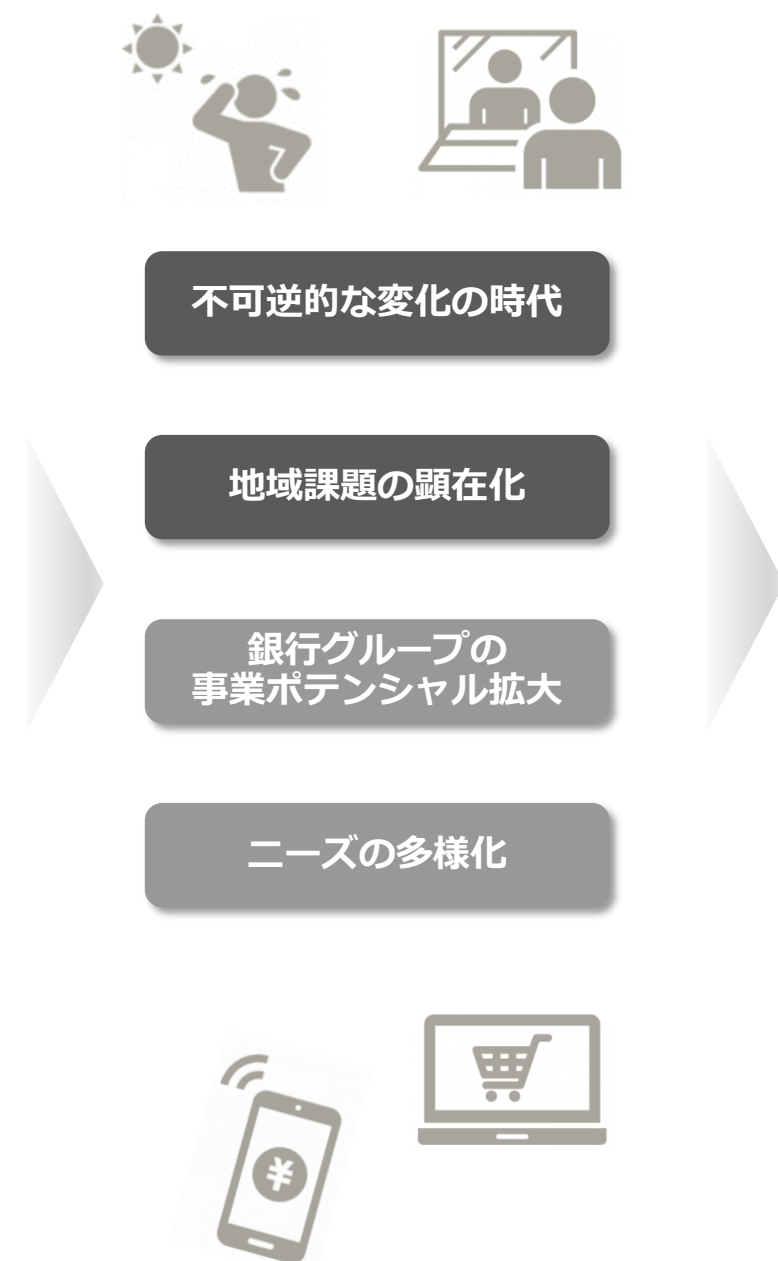 不可逆的な変化の時代
地域課題の顕在化
銀行グループの
事業ポテンシャル拡大
ニーズの多様化
¥